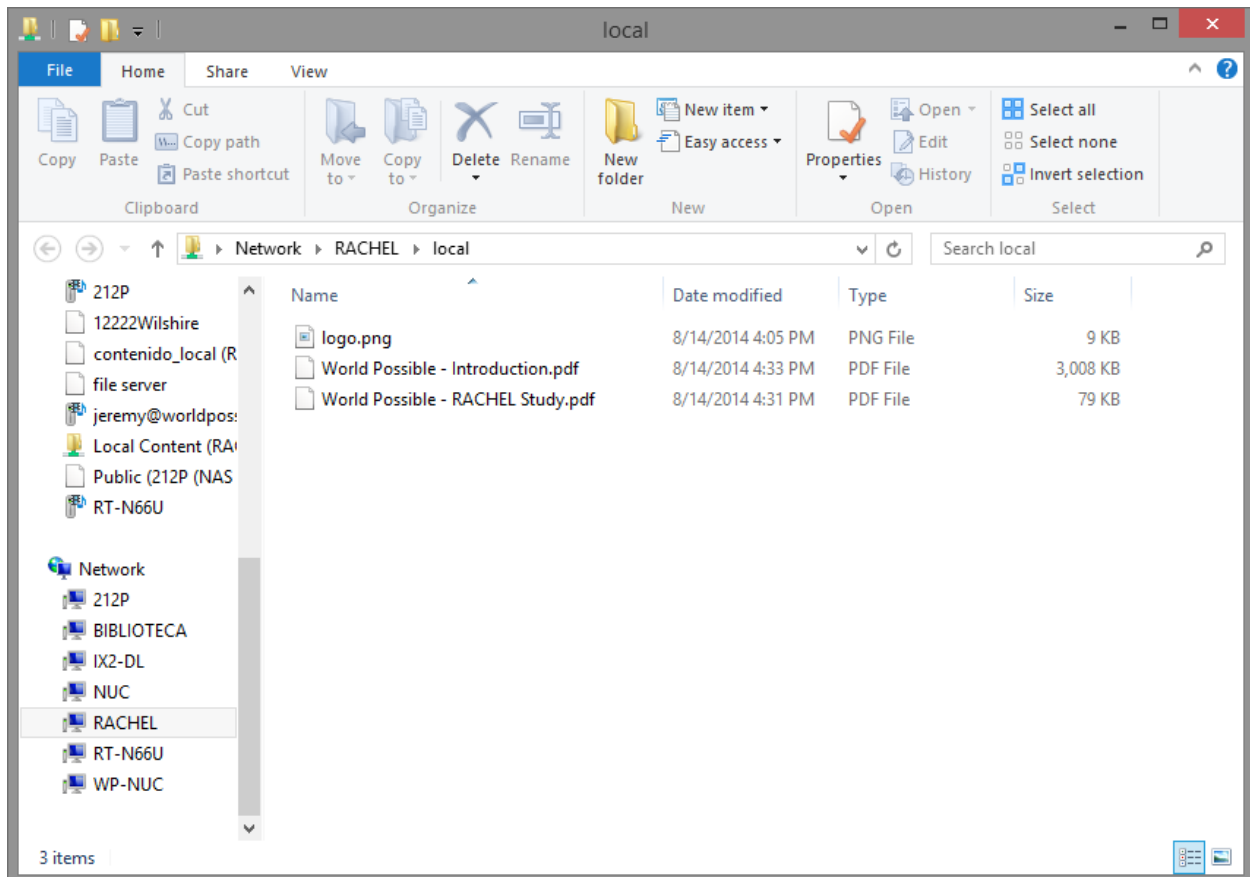 local
File Home Share View
Copy
Paste
Cut
Copy path
Paste shortcut
Clipboard
Move to
Copy to
Delete
Rename
Organize
New folder
New item
Easy access
New
Properties
Open
Edit
History
Open
Select all
Select none
Invert selection
Select
Network RACHEL local
Search local
212P
12222Wilshire
contenido_local (R
file server
jeremy@worldpos
Local Content (RA
Public (212P (NAS
RT-N66U
Network
212P
BIBLIOTECA
IX2-DL
NUC
RACHEL
RT-N66U
WP-NUC
Name Date modified Type Size
logo.png 8/14/2014 4:05 PM PNG File 9 KB
World Possible - Introduction.pdf 8/14/2014 4:33 PM PDF File 3,008 KB
World Possible - RACHEL Study.pdf 8/14/2014 4:31 PM PDF File 79 KB
3 items